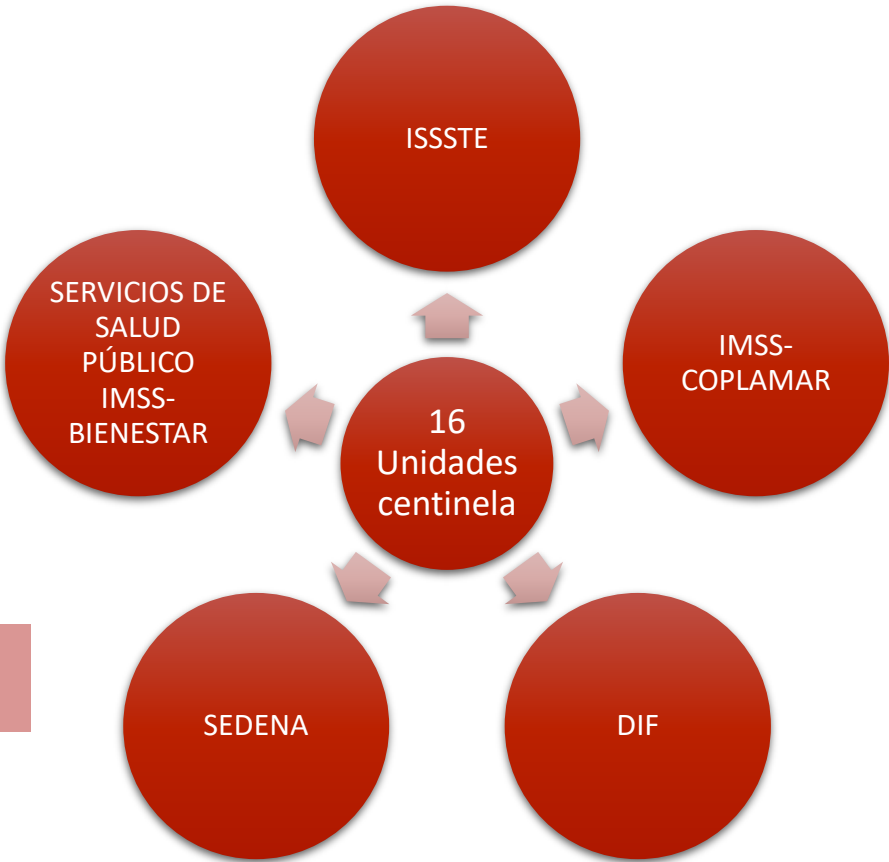 ISSSTE
SERVICIOS DE
SALUD
PÚBLICO
IMSS-
BIENESTAR
IMSS-
COPLAMAR
16
Unidades
centinela
SEDENA
DIF